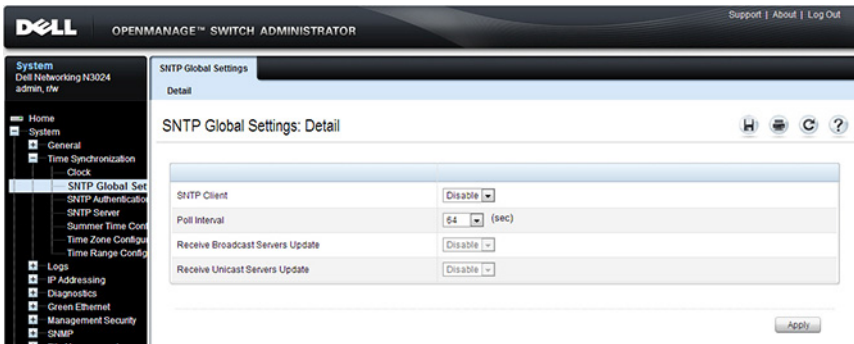 Support | About | Log Out
DELL
OPENMANAGE™ SWITCH ADMINISTRATOR
System
Dell Networking N3024
admin, r/w
Home
System
General
Time Synchronization
Clock
SNTP Global Set
SNTP Authenticatio
SNTP Server
Summer Time Cont
Time Zone Configu
Time Range Config
Logs
IP Addressing
Diagnostics
Green Ethernet
Management Security
SNMP
SNTP Global Settings
Detail
SNTP Global Settings: Detail
SNTP Client Disable
Poll Interval 64 (sec)
Receive Broadcast Servers Update Disable
Receive Unicast Servers Update Disable
Apply